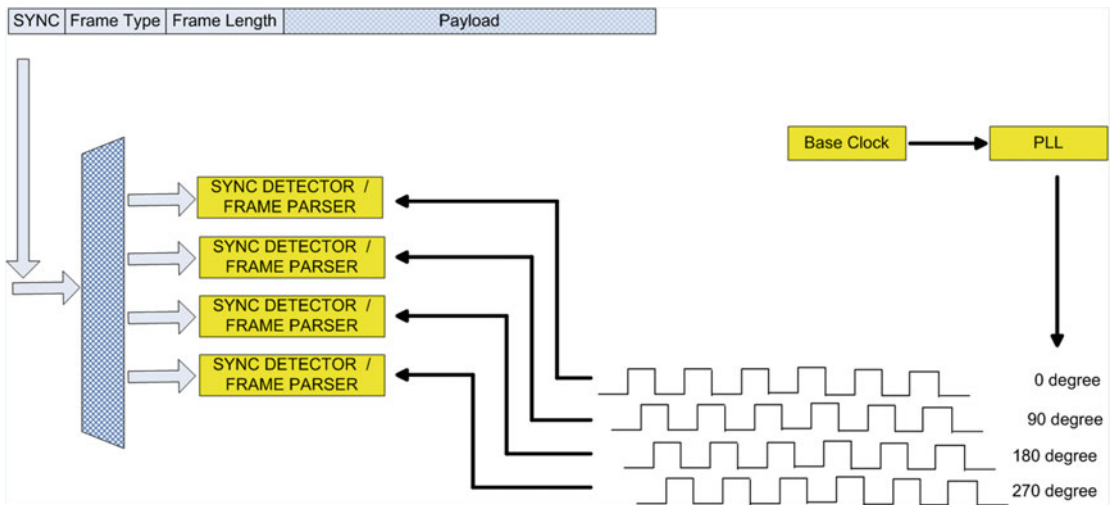 SYNC Frame Type Frame Length Payload
Base Clock
PLL
SYNC DETECTOR /
FRAME PARSER
SYNC DETECTOR /
FRAME PARSER
SYNC DETECTOR /
FRAME PARSER
SYNC DETECTOR /
FRAME PARSER
0 degree
90 degree
180 degree
270 degree